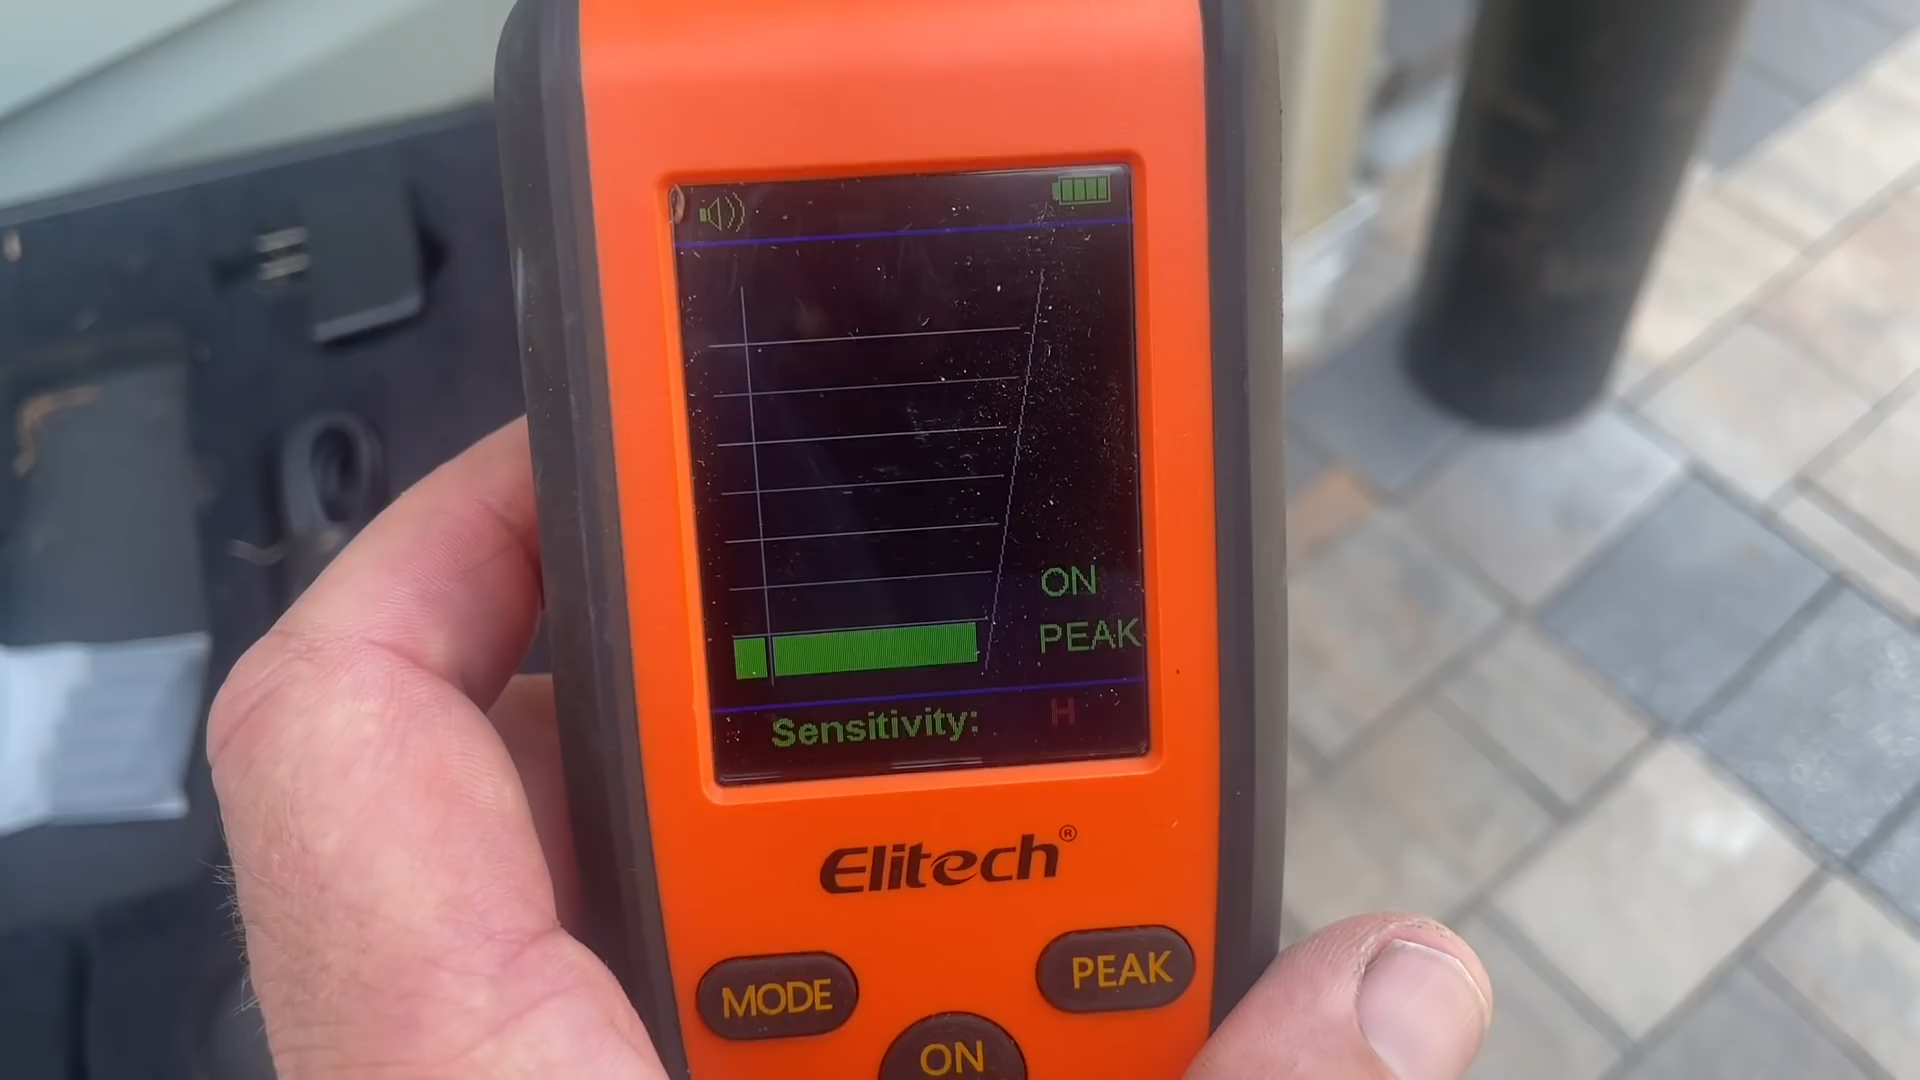 ON
PEAK
Sensitivity: H
Elitech®
MODE
PEAK
ON